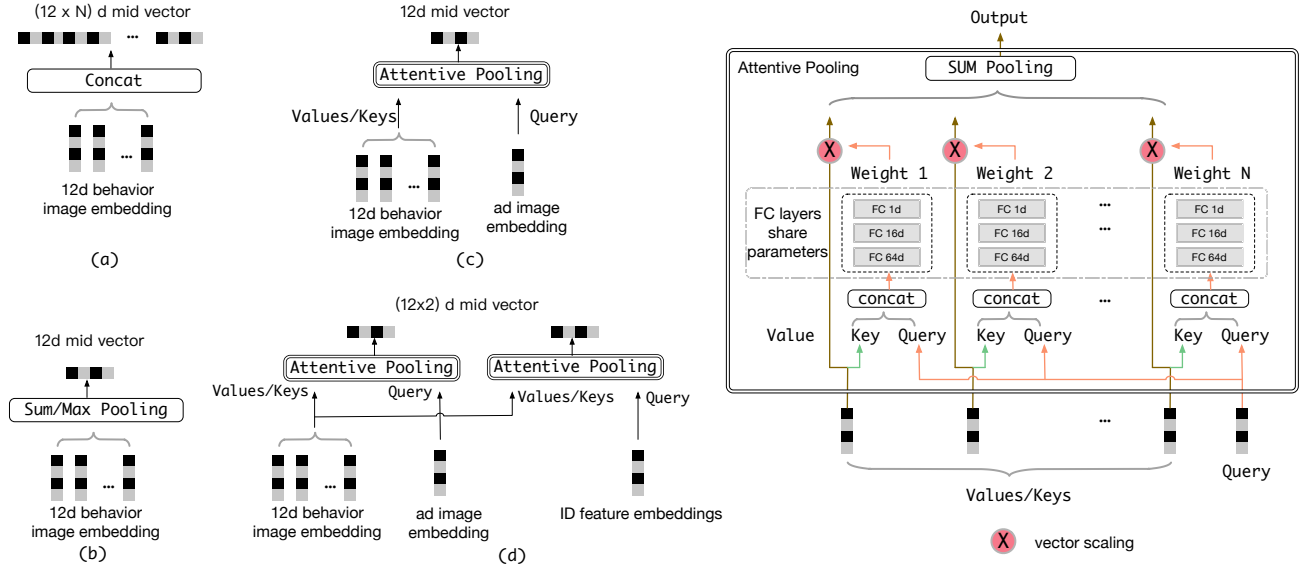 (12 x N) d mid vector
...
Concat
...
12d behavior
image embedding
(a)
12d mid vector
Sum/Max Pooling
...
12d behavior
image embedding
(b)
12d mid vector
Attentive Pooling
Values/Keys
Query
...
12d behavior
image embedding
ad image
embedding
(c)
(12x2) d mid vector
Attentive Pooling
Attentive Pooling
Values/Keys
Query
Values/Keys
Query
...
12d behavior
image embedding
ad image
embedding
ID feature embeddings
(d)
Output
Attentive Pooling
SUM Pooling
X
X
X
Weight 1
Weight 2
Weight N
FC layers
share
parameters
FC 1d
FC 16d
FC 64d
FC 1d
FC 16d
FC 64d
...
...
FC 1d
FC 16d
FC 64d
concat
concat
...
concat
Value
Key
Query
Key
Query
Key
Query
...
Query
Values/Keys
X
vector scaling